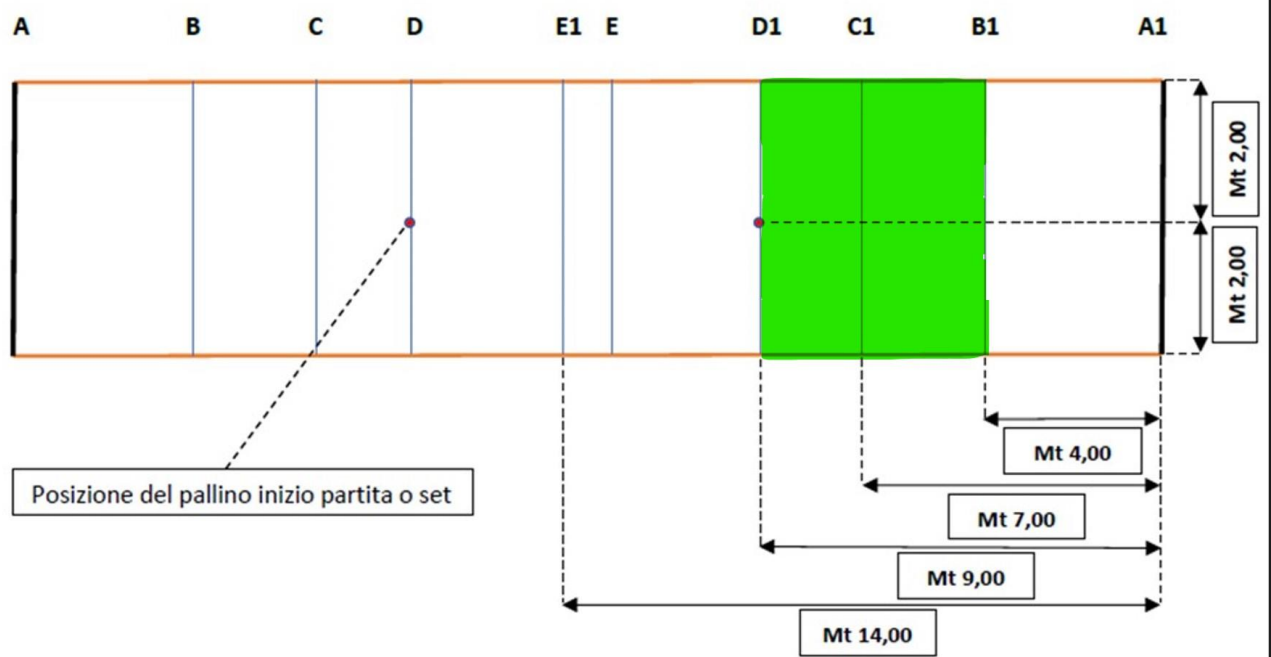 A B C D E1 E D1 C1 B1 A1
Mt 2,00
Mt 2,00
Mt 4,00
Posizione del pallino inizio partita o set
Mt 7,00
Mt 9,00
Mt 14,00